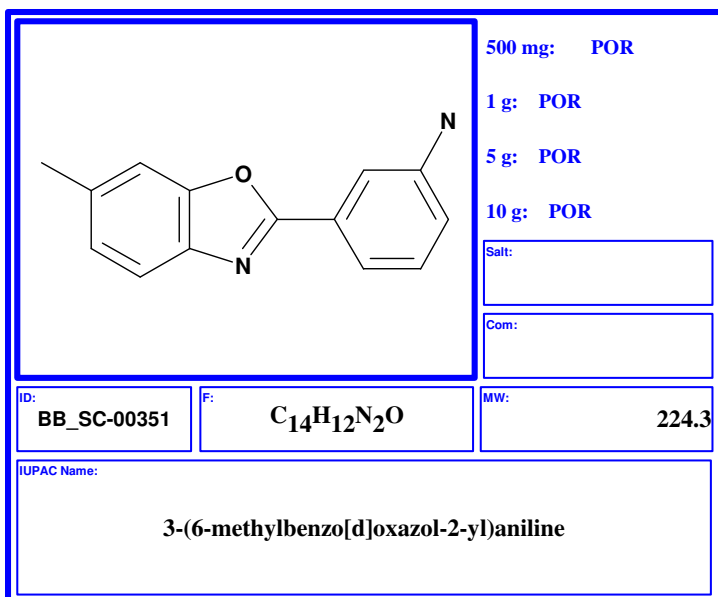 500 mg: POR
1 g: POR
N
5 g: POR
O
10 g: POR
N
Salt:
Com:
ID:
BB_SC-00351
F:
C14H12N2O
MW:
224.3
IUPAC Name:
3-(6-methylbenzo[d]oxazol-2-yl)aniline